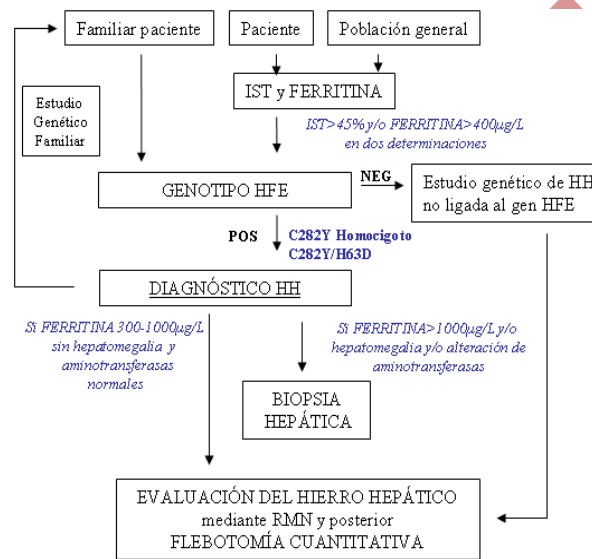 Familiar paciente
Paciente
Población general
Estudio
Genético
Familiar
IST y FERRITINA
IST>45% y/o FERRITINA>400µg/L
en dos determinaciones
GENOTIPO HFE
NEG
Estudio genético de HH
no ligada al gen HFE
POS
C282Y Homocigoto
C282Y/H63D
DIAGNÓSTICO HH
Si FERRITINA 300-1000µg/L
sin hepatomegalia y
aminotransferasas
normales
Si FERRITINA>1000µg/L y/o
hepatomegalia y/o alteración de
aminotransferasas
BIOPSIA
HEPÁTICA
EVALUACIÓN DEL HIERRO HEPÁTICO
mediante RMN y posterior
FLEBOTOMÍA CUANTITATIVA